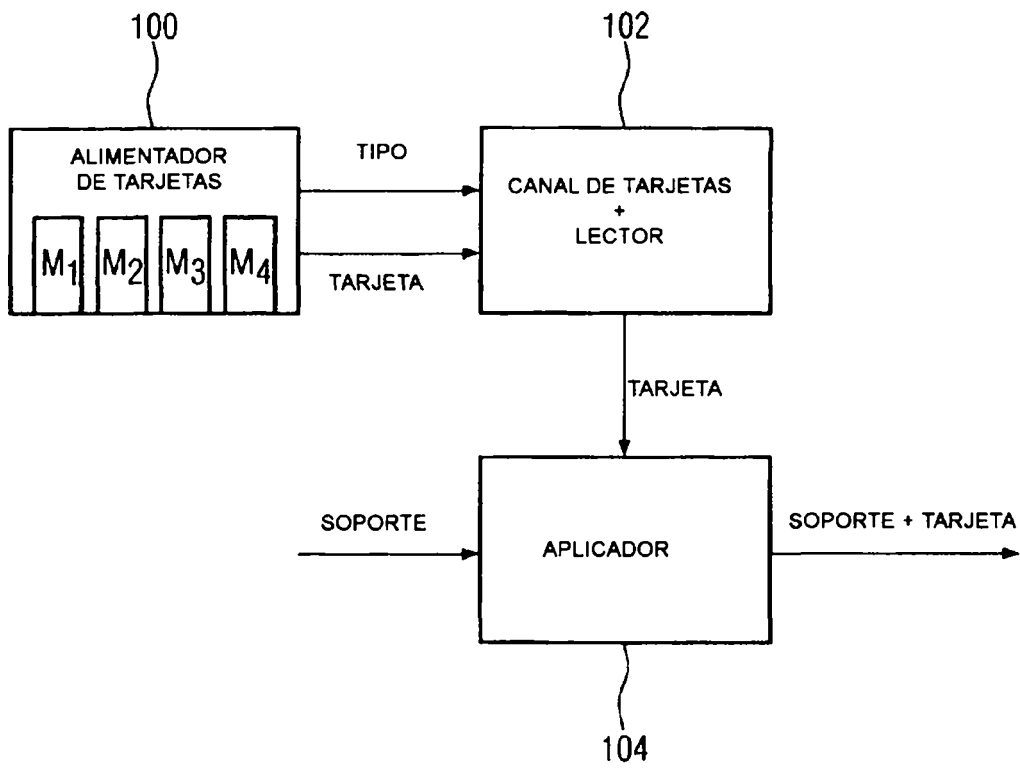 100
102
ALIMENTADOR
DE TARJETAS
M1 M2 M3 M4
TIPO
TARJETA
CANAL DE TARJETAS
+
LECTOR
TARJETA
SOPORTE
APLICADOR
SOPORTE + TARJETA
104